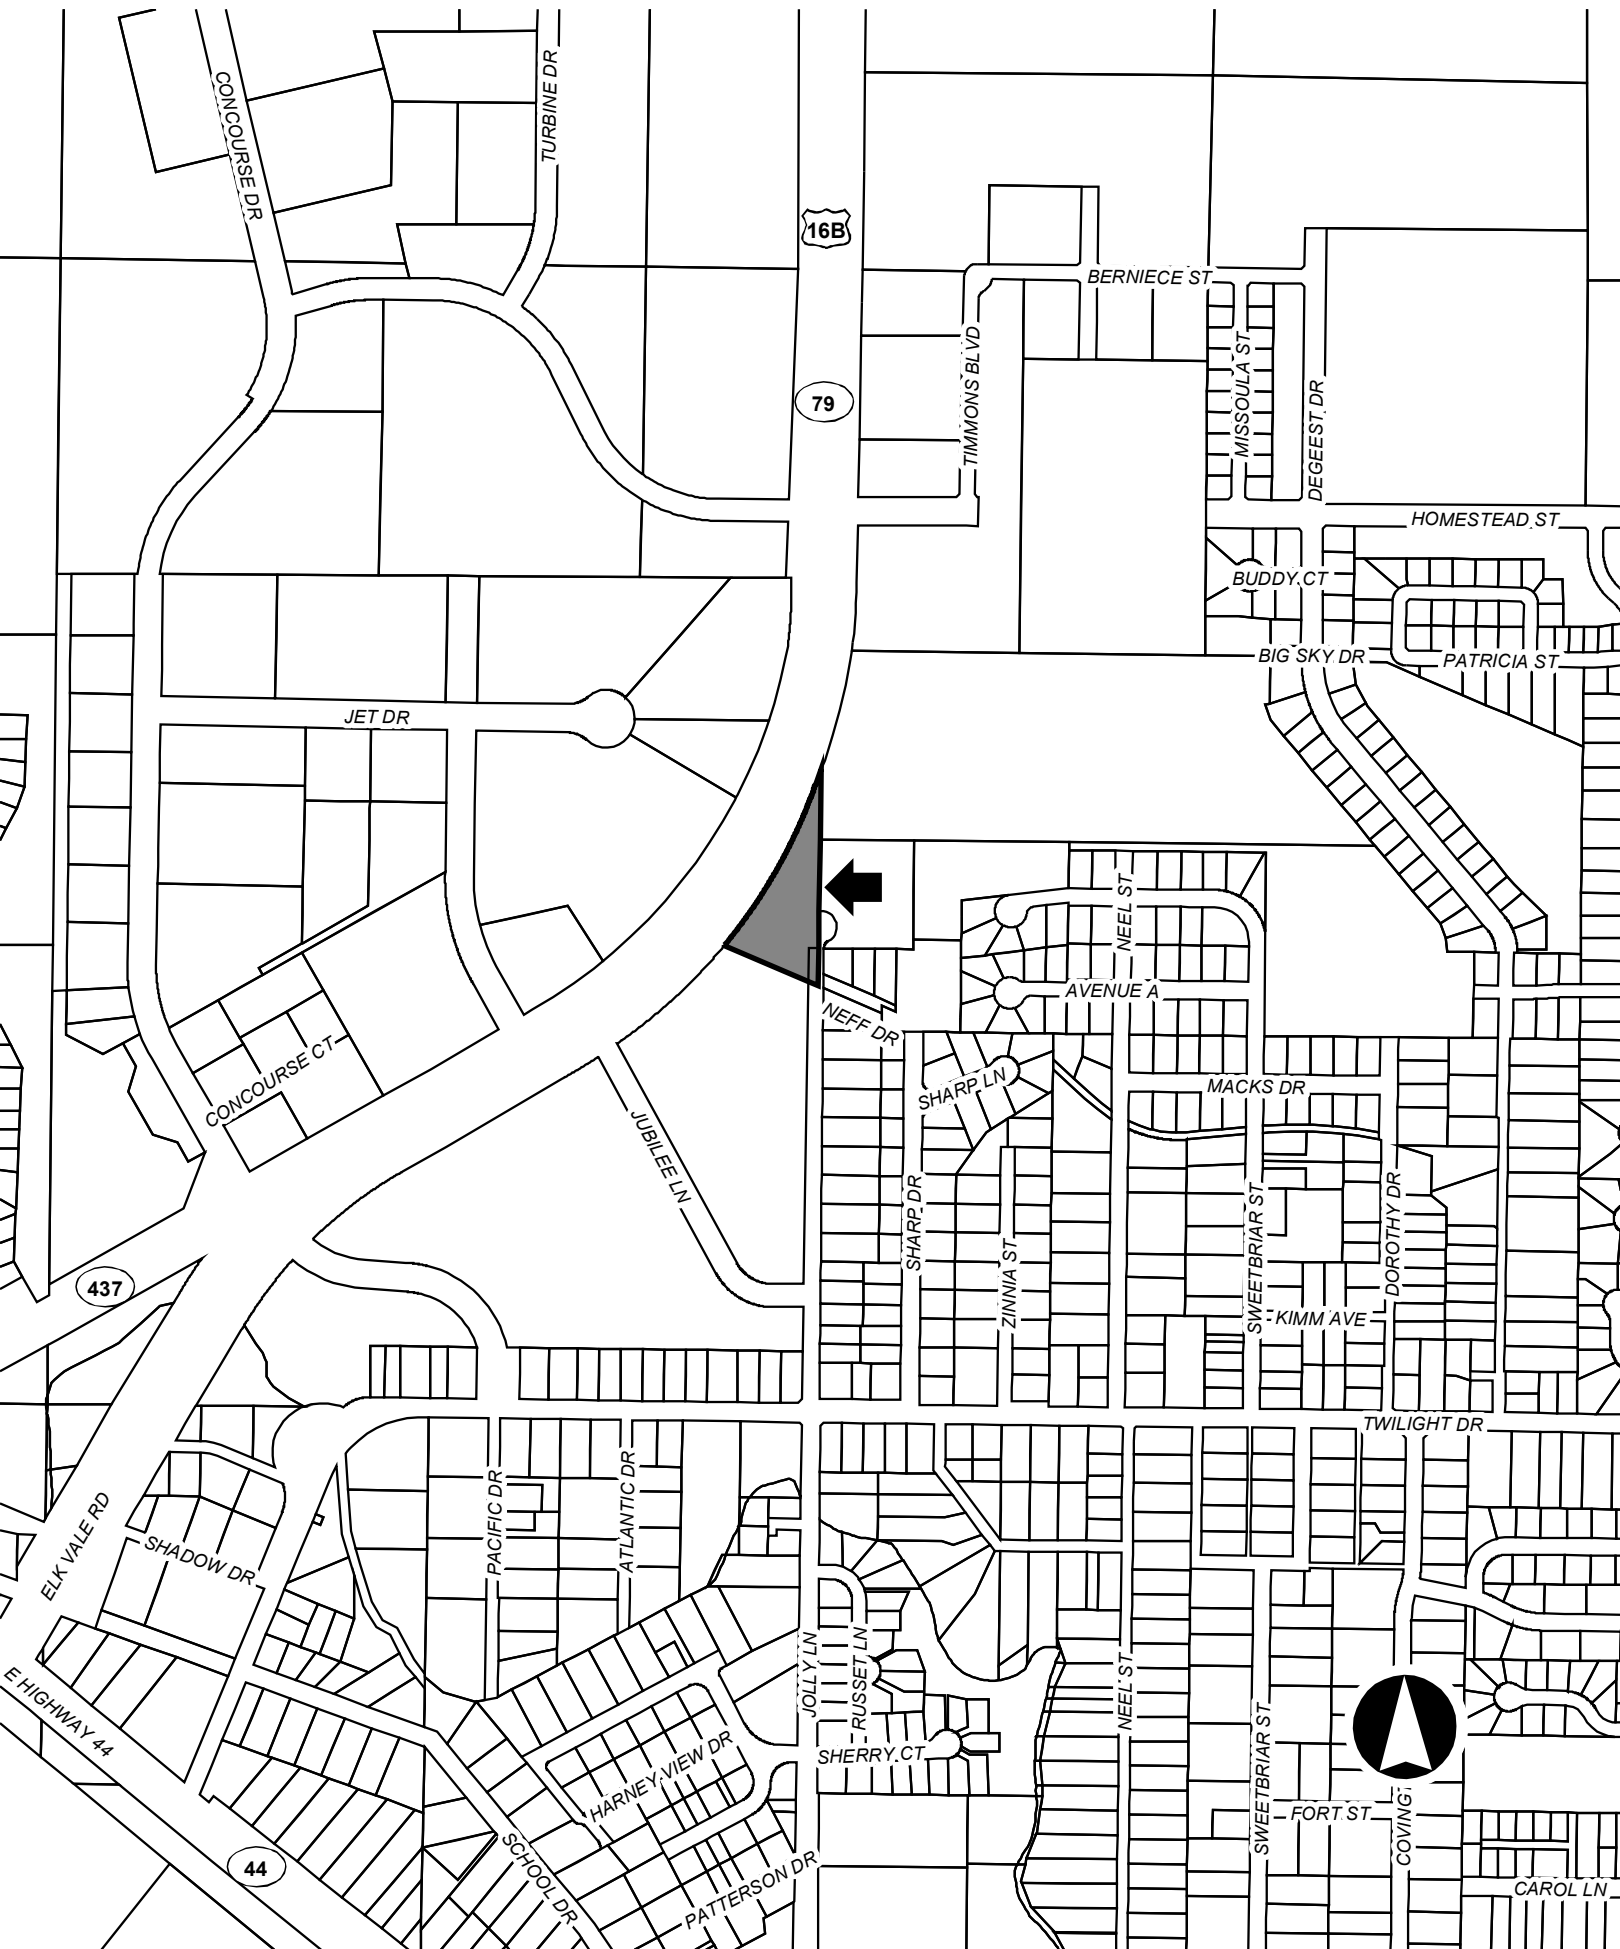 CONCOURSE DR
TURBINE DR
16B
BERNIECE ST
TIMMONS BLVD
MISSOULA ST
79
DEGEEST DR
HOMESTEAD ST
BUDDY CT
BIG SKY DR
PATRICIA ST
JET DR
NEEL ST
AVENUE A
NEFF DR
CONCOURSE CT
SHARP LN
MACKS DR
JUBILEE LN
SHARP DR
ZINNIA ST
SWEETBRIAR ST
DOROTHY DR
437
KIMM AVE
TWILIGHT DR
ELK VALE RD
SHADOW DR
PACIFIC DR
ATLANTIC DR
JOLLY LN
RUSSET LN
NEEL ST
E HIGHWAY 44
HARNEY VIEW DR
SHERRY CT
SWEETBRIAR ST
FORT ST
COVING
44
SCHOOL DR
PATTERSON DR
CAROL LN